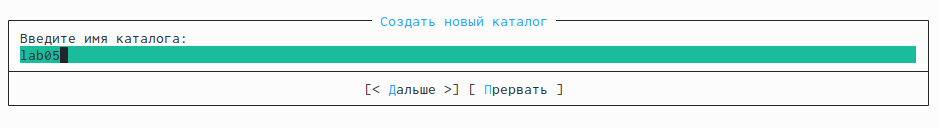 Создать новый каталог
Введите имя каталога:
lab05
[< Дальше >] [ Прервать ]